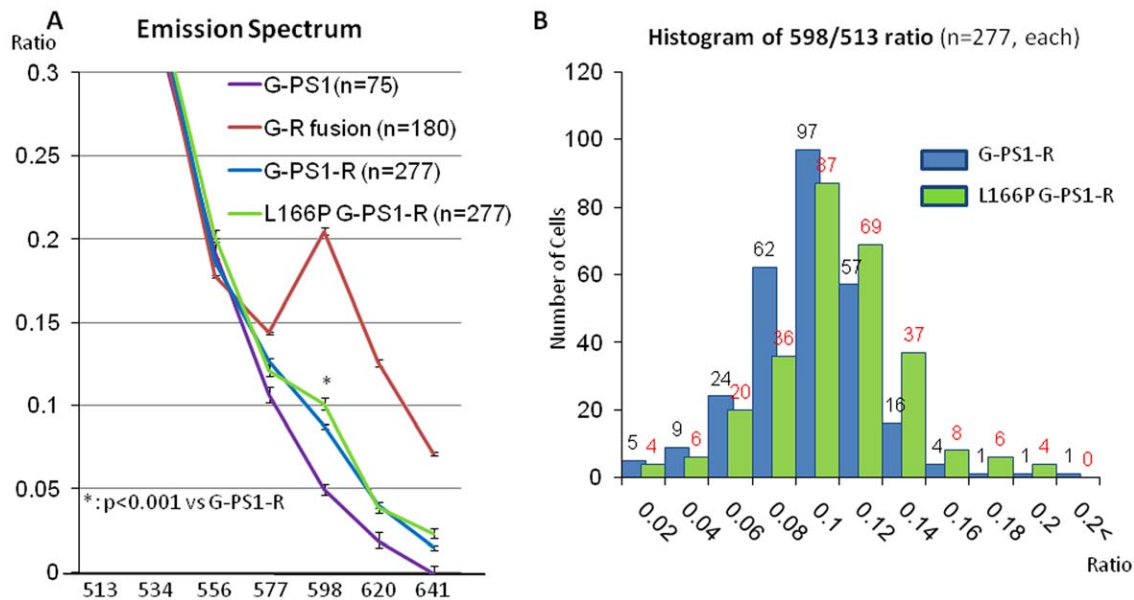 A
Emission Spectrum
Ratio
0.3
0.25
0.2
0.15
0.1
0.05
0
G-PS1(n=75)
G-R fusion (n=180)
G-PS1-R (n=277)
L166P G-PS1-R (n=277)
*
*: p<0.001 vs G-PS1-R
513 534 556 577 598 620 641
B
Histogram of 598/513 ratio (n=277, each)
120
100
80
60
40
20
0
Number of Cells
G-PS1-R
L166P G-PS1-R
5 4 9 6 24 20 62 36 97 87 57 69 16 37 4 8 1 6 1 4 1 0
0.02 0.04 0.06 0.08 0.1 0.12 0.14 0.16 0.18 0.2 0.2<
Ratio